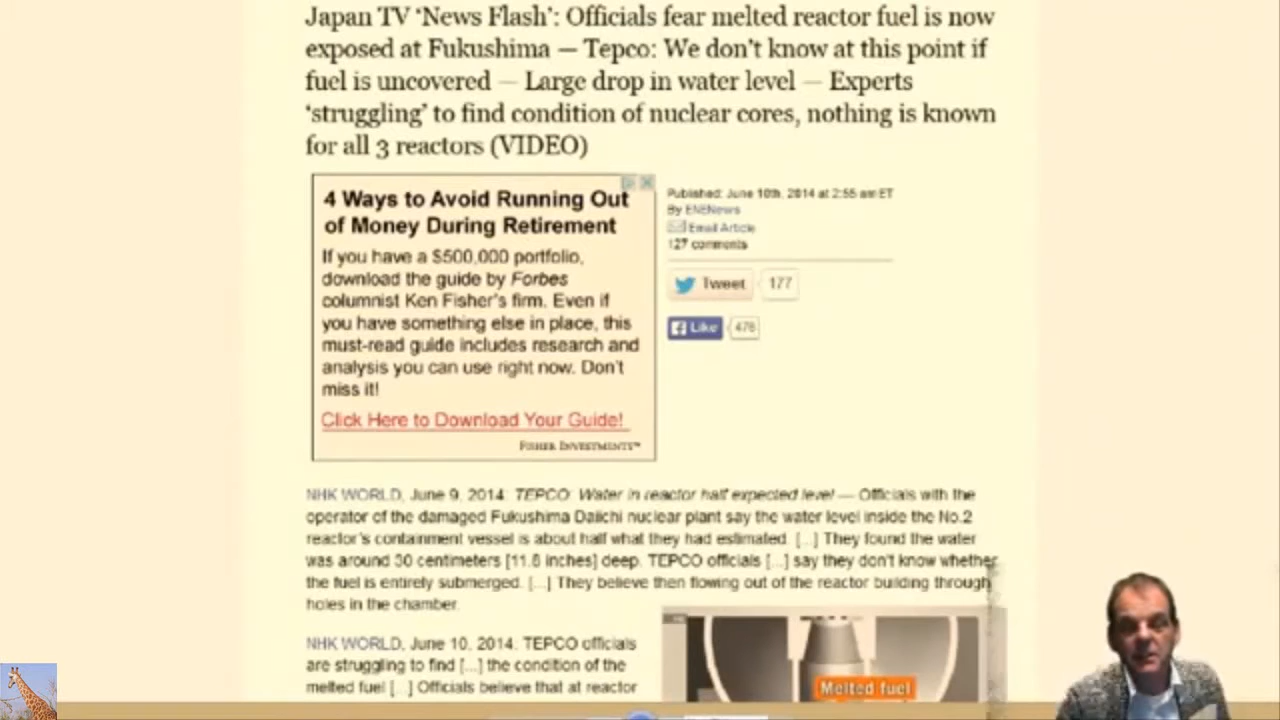 Japan TV ‘News Flash’: Officials fear melted reactor fuel is now
exposed at Fukushima — Tepco: We don’t know at this point if
fuel is uncovered — Large drop in water level — Experts
‘struggling’ to find condition of nuclear cores, nothing is known
for all 3 reactors (VIDEO)
4 Ways to Avoid Running Out
of Money During Retirement
If you have a $500,000 portfolio,
download the guide by Forbes
columnist Ken Fisher's firm. Even if
you have something else in place, this
must-read guide includes research and
analysis you can use right now. Don't
miss it!
Click Here to Download Your Guide!
FISHER INVESTMENTS™
Published: June 10th, 2014 at 2:55 am ET
By ENENews
Email Article
127 comments
Tweet 177
Like 476
NHK WORLD, June 9, 2014: TEPCO: Water in reactor half expected level — Officials with the
operator of the damaged Fukushima Daiichi nuclear plant say the water level inside the No.2
reactor's containment vessel is about half what they had estimated. [...] They found the water
was around 30 centimeters [11.8 inches] deep. TEPCO officials [...] say they don't know whether
the fuel is entirely submerged. [...] They believe then flowing out of the reactor building through
holes in the chamber.
NHK WORLD, June 10, 2014: TEPCO officials
are struggling to find [...] the condition of the
melted fuel [...] Officials believe that at reactor
Melted fuel